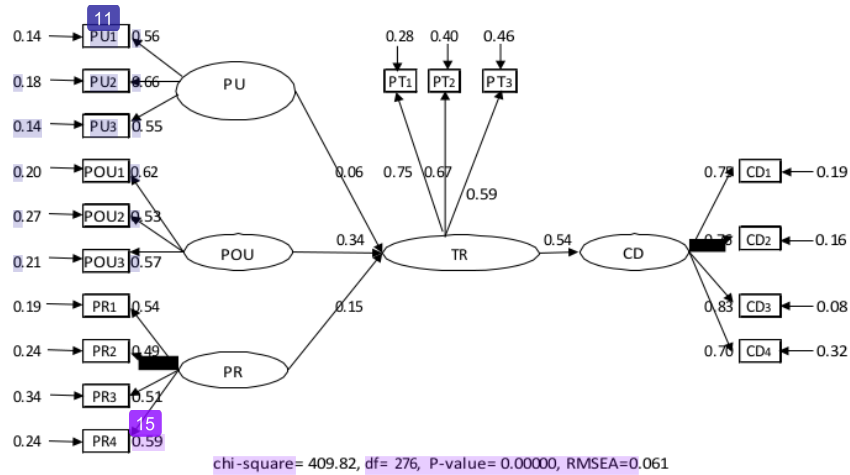 11
0.14 PU1 0.56
0.18 PU2 0.66
0.14 PU3 0.55
0.20 POU1 0.62
0.27 POU2 0.53
0.21 POU3 0.57
0.19 PR1 0.54
0.24 PR2 0.49
0.34 PR3 0.51
15
0.24 PR4 0.59
PU
POU
PR
0.06
0.34
0.15
0.28 0.40 0.46
PT1 PT2 PT3
0.75 0.67
0.59
TR
0.54
CD
CD1 0.19
CD2 0.16
0.83 CD3 0.08
CD4 0.32
chi-square= 409.82, df= 276, P-value= 0.00000, RMSEA=0.061